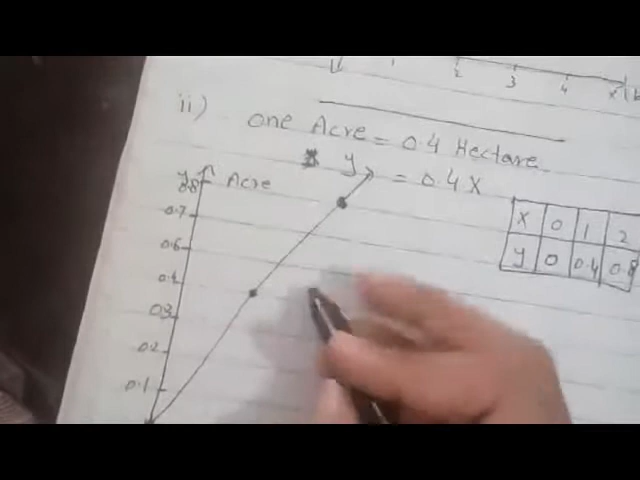 2 3 4
ii)
one Acre = 0.4 Hectare
y = 0.4 X
y
0.8 Acre
0.7
0.6
0.4
0.3
0.2
0.1
X 0 1 2
y 0 0.4 0.8